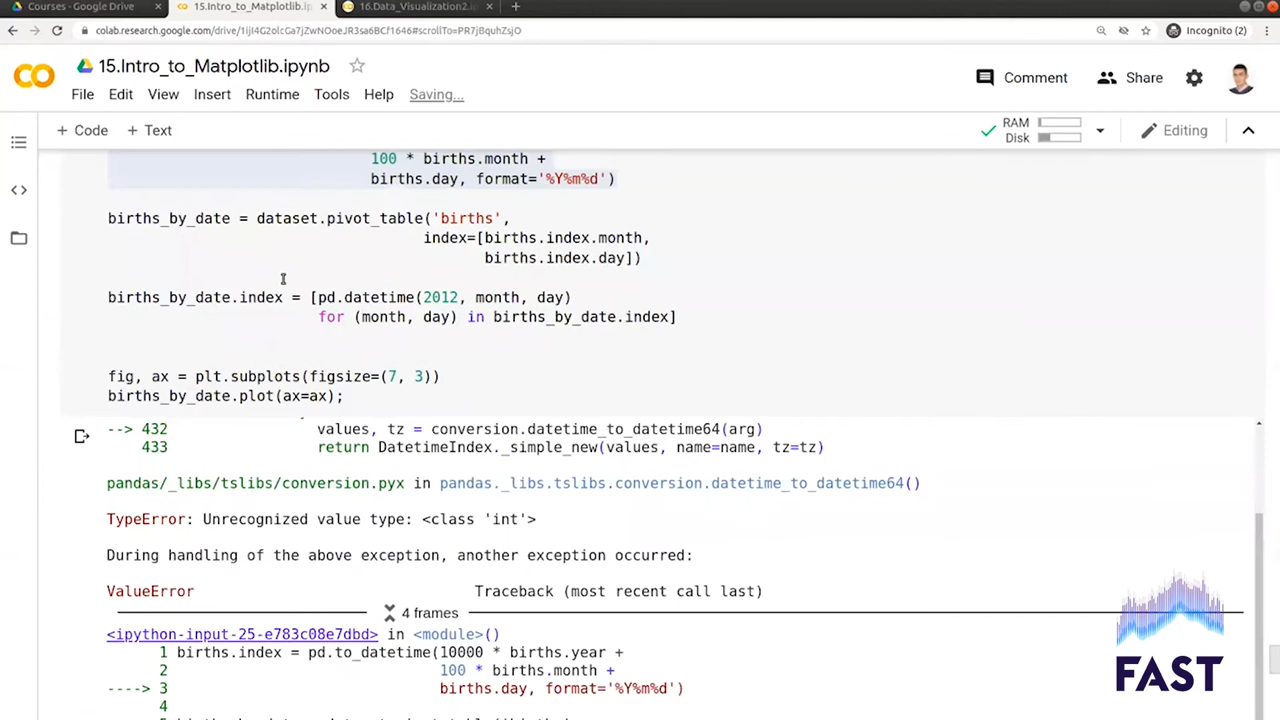 Courses - Google Drive
15.Intro_to_Matplotlib.ip
16.Data_Visualization2.i
colab.research.google.com/drive/1ijI4G2olcGa7jZwNOoeJR3sa6BCf1646#scrollTo=PR7jBquhZsjO
Incognito (2)
CO
15.Intro_to_Matplotlib.ipynb
Comment
Share
File Edit View Insert Runtime Tools Help Saving...
+ Code + Text
RAM
Disk
Editing
100 * births.month +
births.day, format='%Y%m%d')
births_by_date = dataset.pivot_table('births',
index=[births.index.month,
births.index.day])
births_by_date.index = [pd.datetime(2012, month, day)
for (month, day) in births_by_date.index]
fig, ax = plt.subplots(figsize=(7, 3))
births_by_date.plot(ax=ax);
--> 432 values, tz = conversion.datetime_to_datetime64(arg)
433 return DatetimeIndex._simple_new(values, name=name, tz=tz)
pandas/_libs/tslibs/conversion.pyx in pandas._libs.tslibs.conversion.datetime_to_datetime64()
TypeError: Unrecognized value type: <class 'int'>
During handling of the above exception, another exception occurred:
ValueError Traceback (most recent call last)
4 frames
<ipython-input-25-e783c08e7dbd> in <module>()
1 births.index = pd.to_datetime(10000 * births.year +
2 100 * births.month +
----> 3 births.day, format='%Y%m%d')
4
FAST